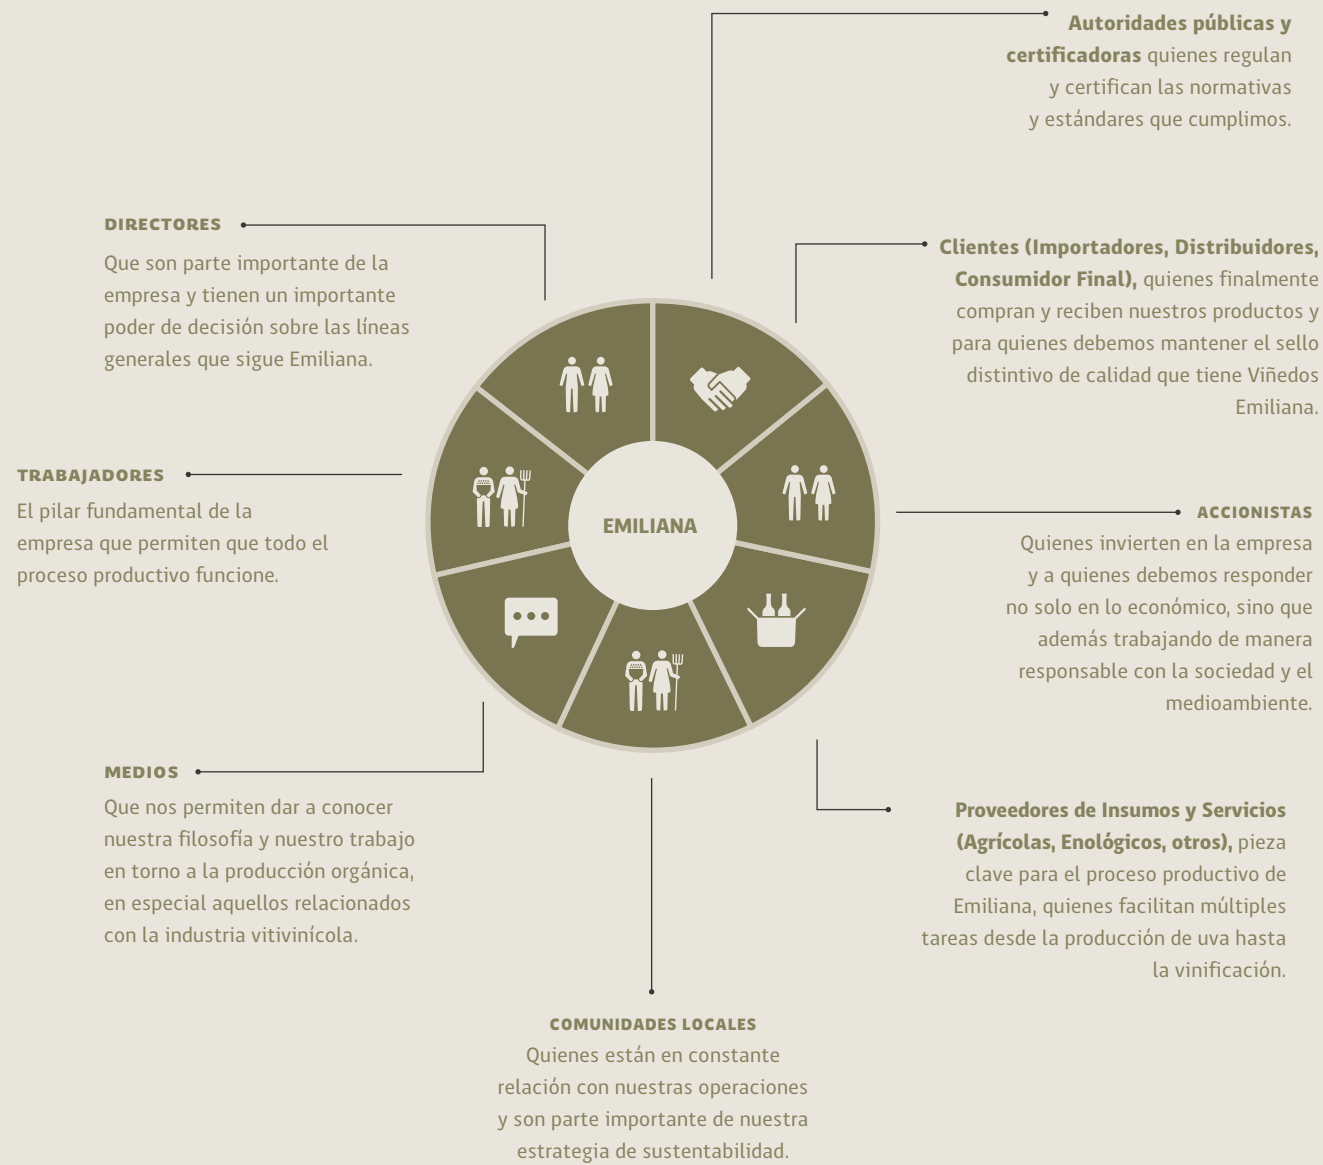 Autoridades públicas y
certificadoras quienes regulan
y certifican las normativas
y estándares que cumplimos.
DIRECTORES
Que son parte importante de la
empresa y tienen un importante
poder de decisión sobre las líneas
generales que sigue Emiliana.
Clientes (Importadores, Distribuidores,
Consumidor Final), quienes finalmente
compran y reciben nuestros productos y
para quienes debemos mantener el sello
distintivo de calidad que tiene Viñedos
Emiliana.
TRABAJADORES
El pilar fundamental de la
empresa que permiten que todo el
proceso productivo funcione.
EMILIANA
ACCIONISTAS
Quienes invierten en la empresa
y a quienes debemos responder
no solo en lo económico, sino que
además trabajando de manera
responsable con la sociedad y el
medioambiente.
MEDIOS
Que nos permiten dar a conocer
nuestra filosofía y nuestro trabajo
en torno a la producción orgánica,
en especial aquellos relacionados
con la industria vitivinícola.
Proveedores de Insumos y Servicios
(Agrícolas, Enológicos, otros), pieza
clave para el proceso productivo de
Emiliana, quienes facilitan múltiples
tareas desde la producción de uva hasta
la vinificación.
COMUNIDADES LOCALES
Quienes están en constante
relación con nuestras operaciones
y son parte importante de nuestra
estrategia de sustentabilidad.